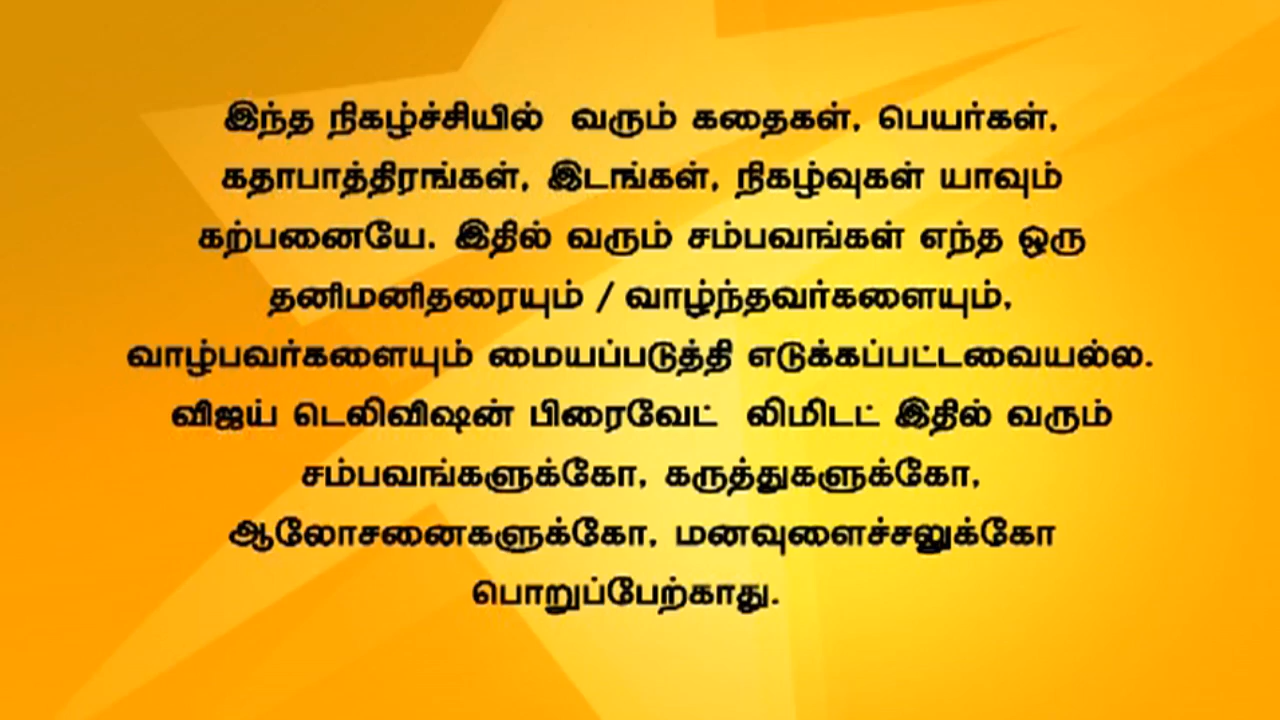 இந்த நிகழ்ச்சியில் வரும் கதைகள், பெயர்கள்,
கதாபாத்திரங்கள், இடங்கள், நிகழ்வுகள் யாவும்
கற்பனையே. இதில் வரும் சம்பவங்கள் எந்த ஒரு
தனிமனிதரையும் / வாழ்ந்தவர்களையும்,
வாழ்பவர்களையும் மையப்படுத்தி எடுக்கப்பட்டவையல்ல.
விஜய் டெலிவிஷன் பிரைவேட் லிமிடட் இதில் வரும்
சம்பவங்களுக்கோ, கருத்துகளுக்கோ,
ஆலோசனைகளுக்கோ, மனவுளைச்சலுக்கோ
பொறுப்பேற்காது.